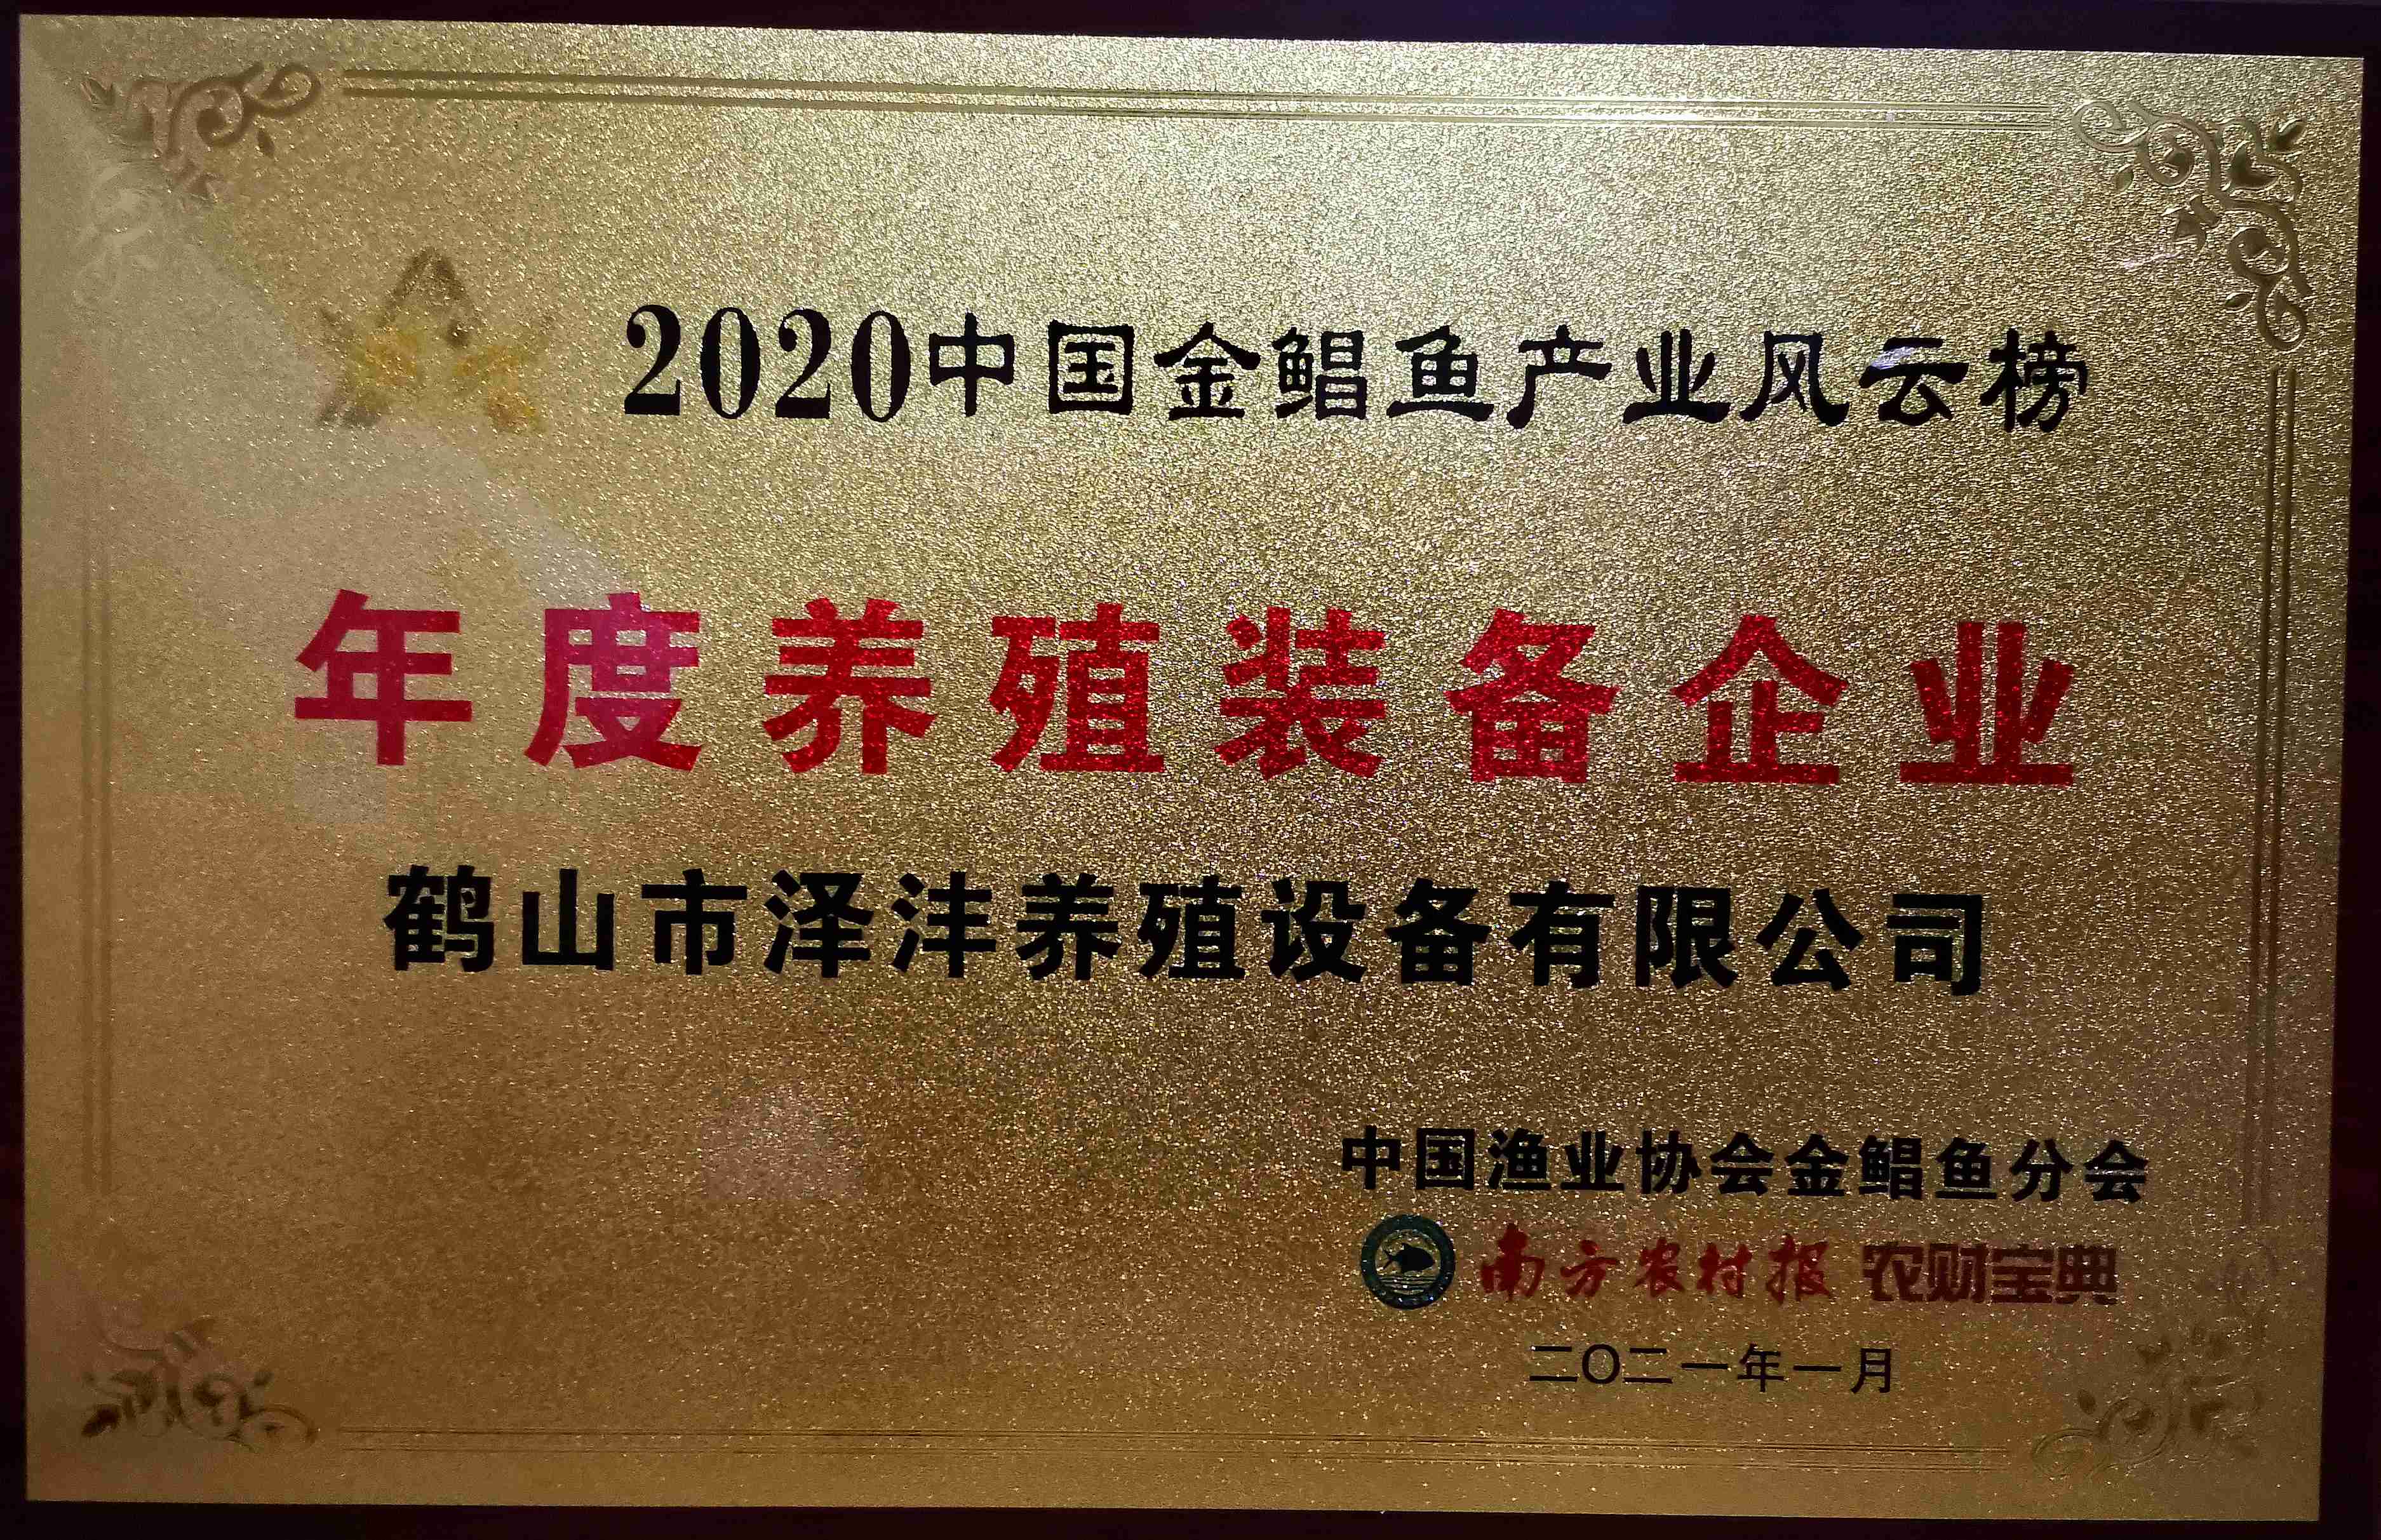 2020中国金鲳鱼产业风云榜
年度养殖装备企业
鹤山市泽沣养殖设备有限公司
中国渔业协会金鲳鱼分会
南方农村报 农财宝典
二〇二一年一月